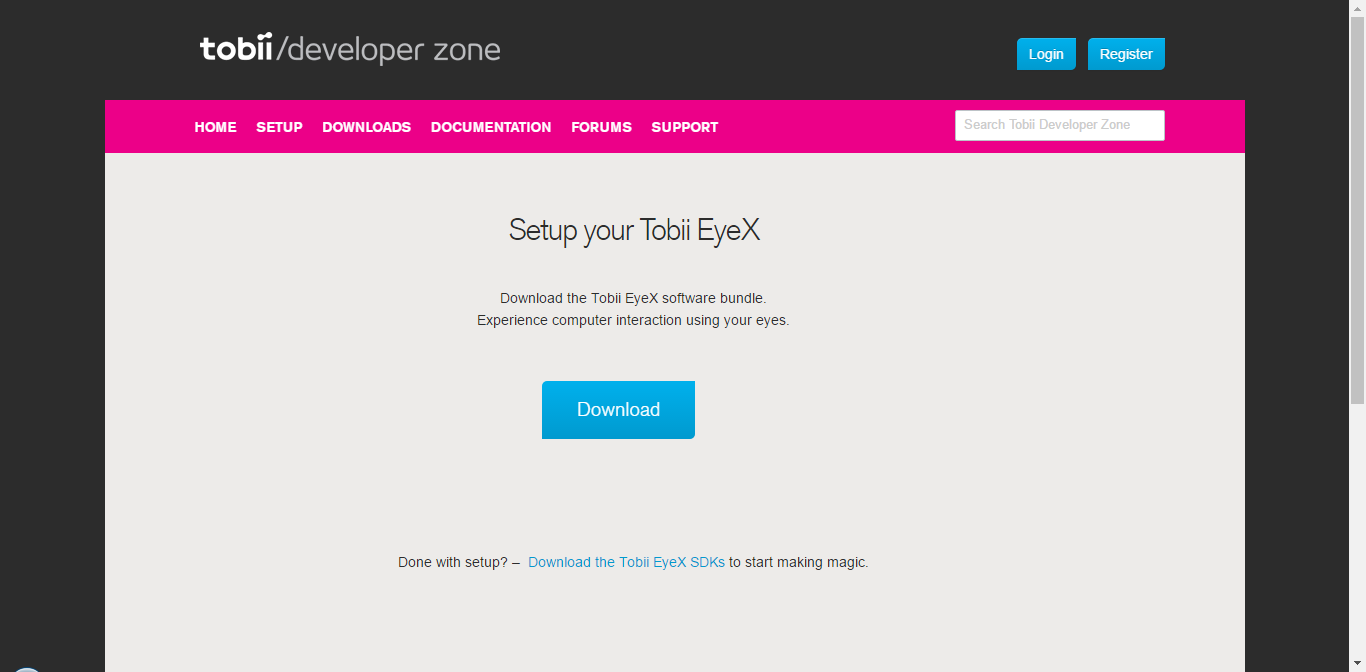 tobii/developer zone
Login
Register
HOME SETUP DOWNLOADS DOCUMENTATION FORUMS SUPPORT
Search Tobii Developer Zone
Setup your Tobii EyeX
Download the Tobii EyeX software bundle.
Experience computer interaction using your eyes.
Download
Done with setup? – Download the Tobii EyeX SDKs to start making magic.